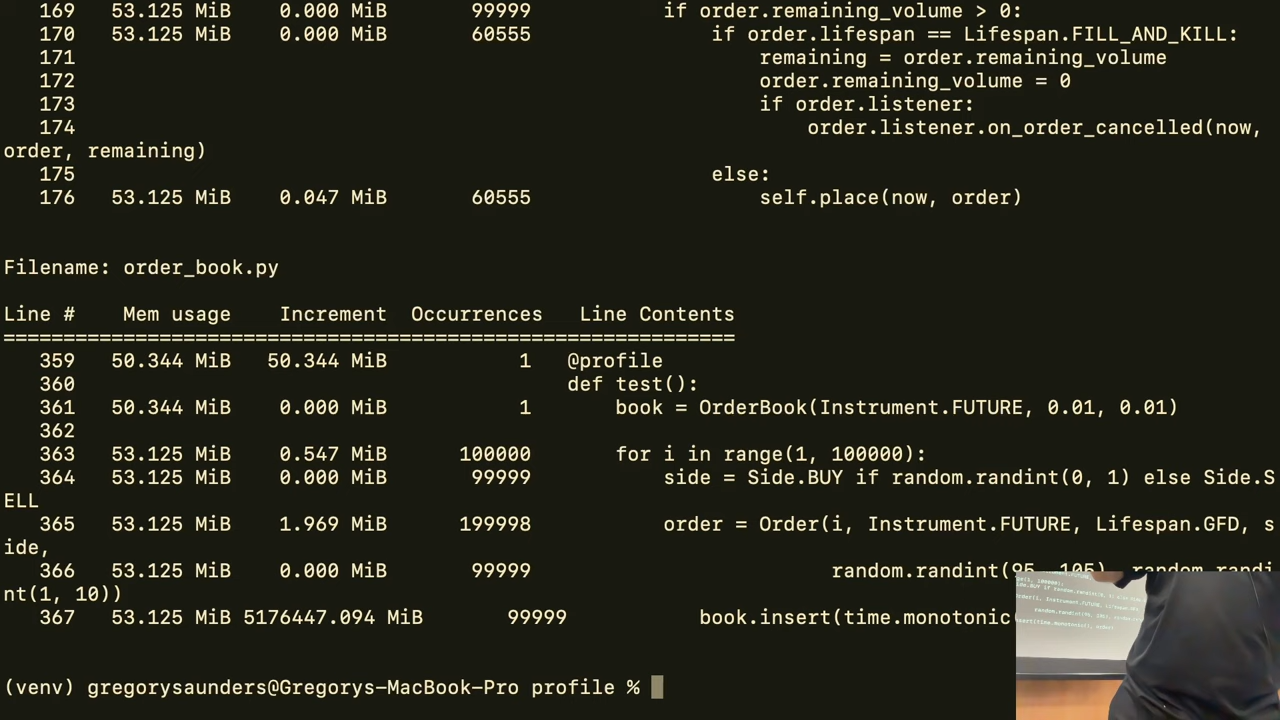 169 53.125 MiB 0.000 MiB 99999 if order.remaining_volume > 0:
170 53.125 MiB 0.000 MiB 60555 if order.lifespan == Lifespan.FILL_AND_KILL:
171 remaining = order.remaining_volume
172 order.remaining_volume = 0
173 if order.listener:
174 order.listener.on_order_cancelled(now,
order, remaining)
175 else:
176 53.125 MiB 0.047 MiB 60555 self.place(now, order)
Filename: order_book.py
Line # Mem usage Increment Occurrences Line Contents
=============================================================
359 50.344 MiB 50.344 MiB 1 @profile
360 def test():
361 50.344 MiB 0.000 MiB 1 book = OrderBook(Instrument.FUTURE, 0.01, 0.01)
362
363 53.125 MiB 0.547 MiB 100000 for i in range(1, 100000):
364 53.125 MiB 0.000 MiB 99999 side = Side.BUY if random.randint(0, 1) else Side.S
ELL
365 53.125 MiB 1.969 MiB 199998 order = Order(i, Instrument.FUTURE, Lifespan.GFD, s
ide,
366 53.125 MiB 0.000 MiB 99999 random.randint(95, 105), random.randi
nt(1, 10))
367 53.125 MiB 5176447.094 MiB 99999 book.insert(time.monotonic
(venv) gregorysaunders@Gregorys-MacBook-Pro profile %